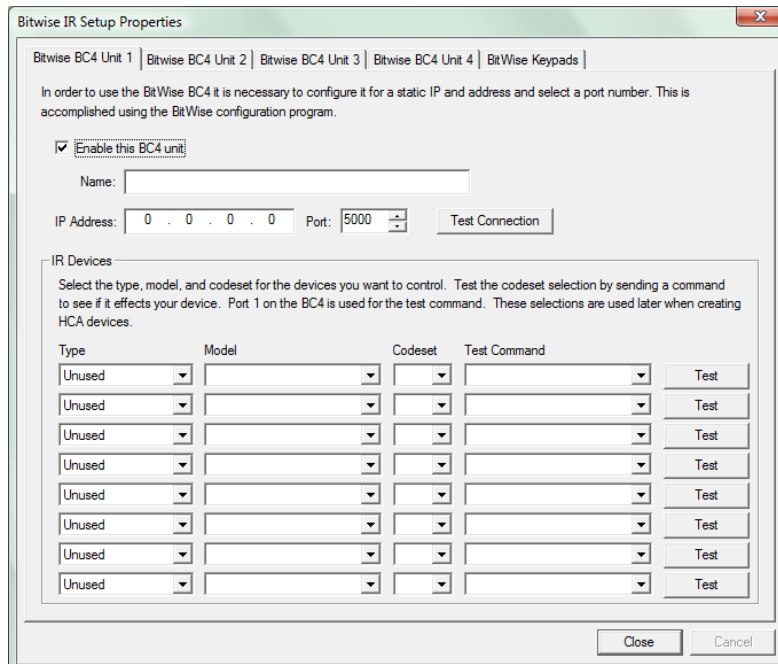 Bitwise IR Setup Properties
Bitwise BC4 Unit 1 Bitwise BC4 Unit 2 Bitwise BC4 Unit 3 Bitwise BC4 Unit 4 BitWise Keypads
In order to use the BitWise BC4 it is necessary to configure it for a static IP and address and select a port number. This is
accomplished using the BitWise configuration program.
Enable this BC4 unit
Name:
IP Address: 0 . 0 . 0 . 0 Port: 5000 Test Connection
IR Devices
Select the type, model, and codeset for the devices you want to control. Test the codeset selection by sending a command
to see if it effects your device. Port 1 on the BC4 is used for the test command. These selections are used later when creating
HCA devices.
Type Model Codeset Test Command
Unused Test
Unused Test
Unused Test
Unused Test
Unused Test
Unused Test
Unused Test
Unused Test
Close Cancel